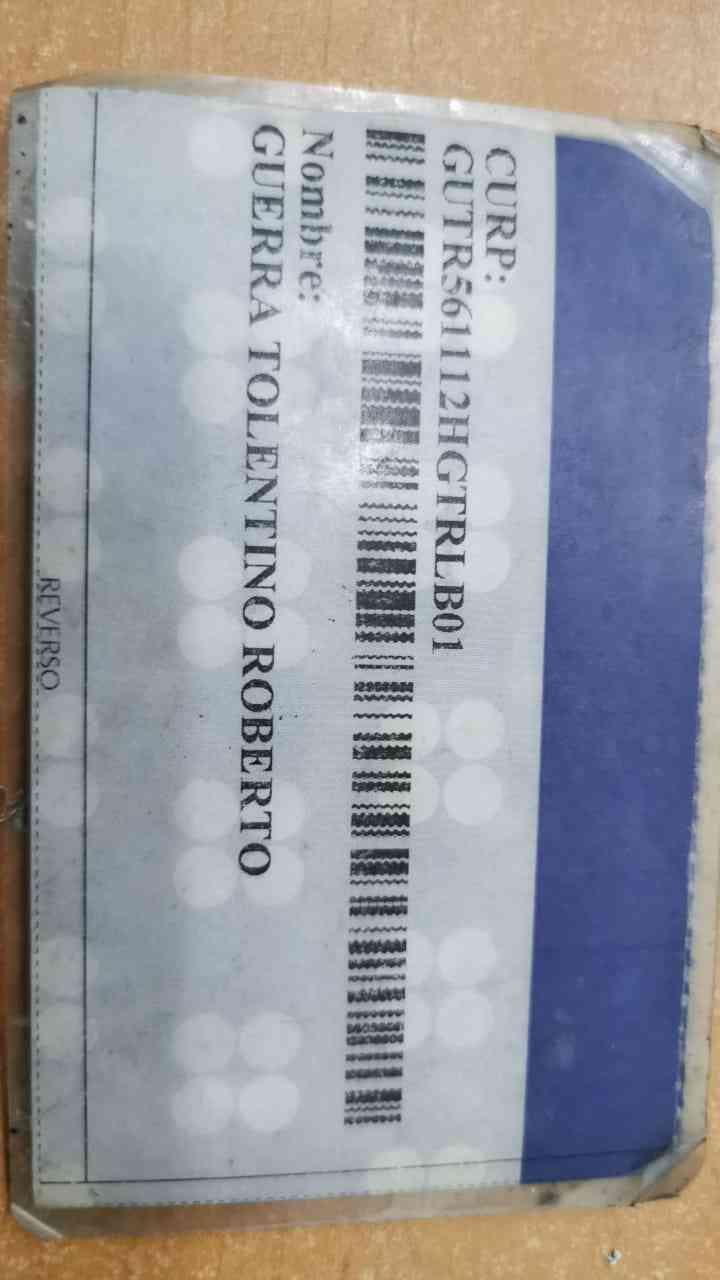 CURP:
GUTR561112HGTRLB01
Nombre:
GUERRA TOLENTINO ROBERTO
REVERSO